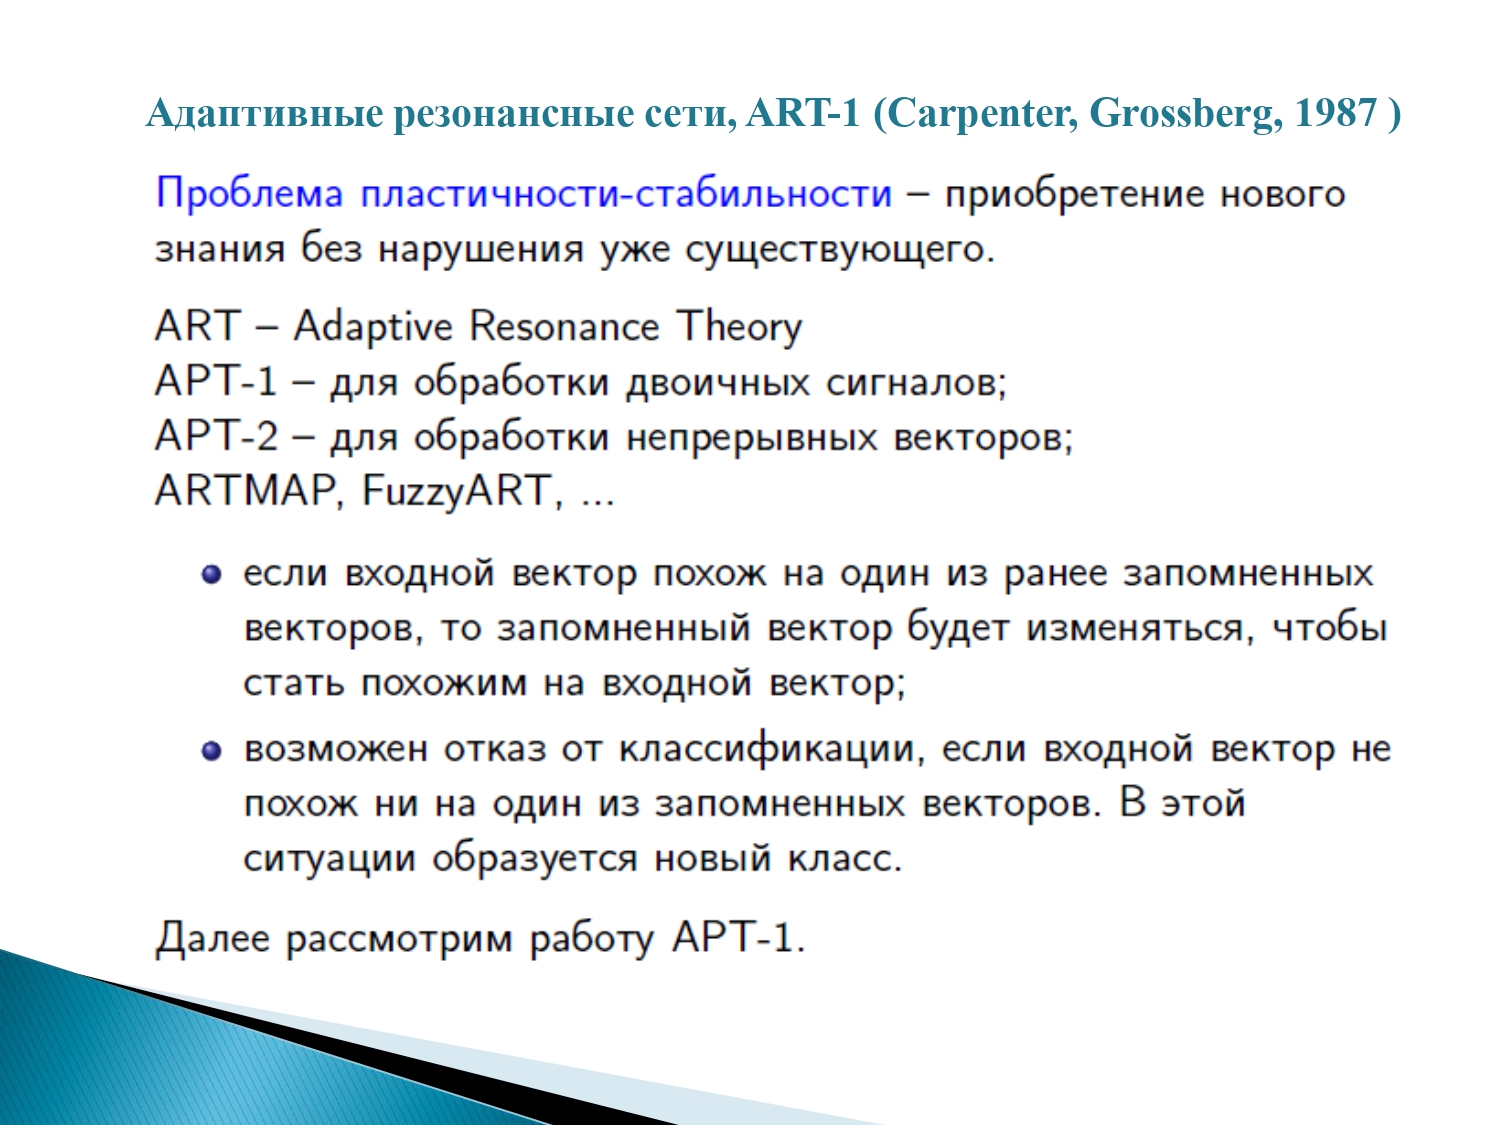 Адаптивные резонансные сети, ART-1 (Carpenter, Grossberg, 1987 )
Проблема пластичности-стабильности – приобретение нового
знания без нарушения уже существующего.
ART – Adaptive Resonance Theory
АРТ-1 – для обработки двоичных сигналов;
АРТ-2 – для обработки непрерывных векторов;
ARTMAP, FuzzyART, ...
если входной вектор похож на один из ранее запомненных
векторов, то запомненный вектор будет изменяться, чтобы
стать похожим на входной вектор;
возможен отказ от классификации, если входной вектор не
похож ни на один из запомненных векторов. В этой
ситуации образуется новый класс.
Далее рассмотрим работу АРТ-1.